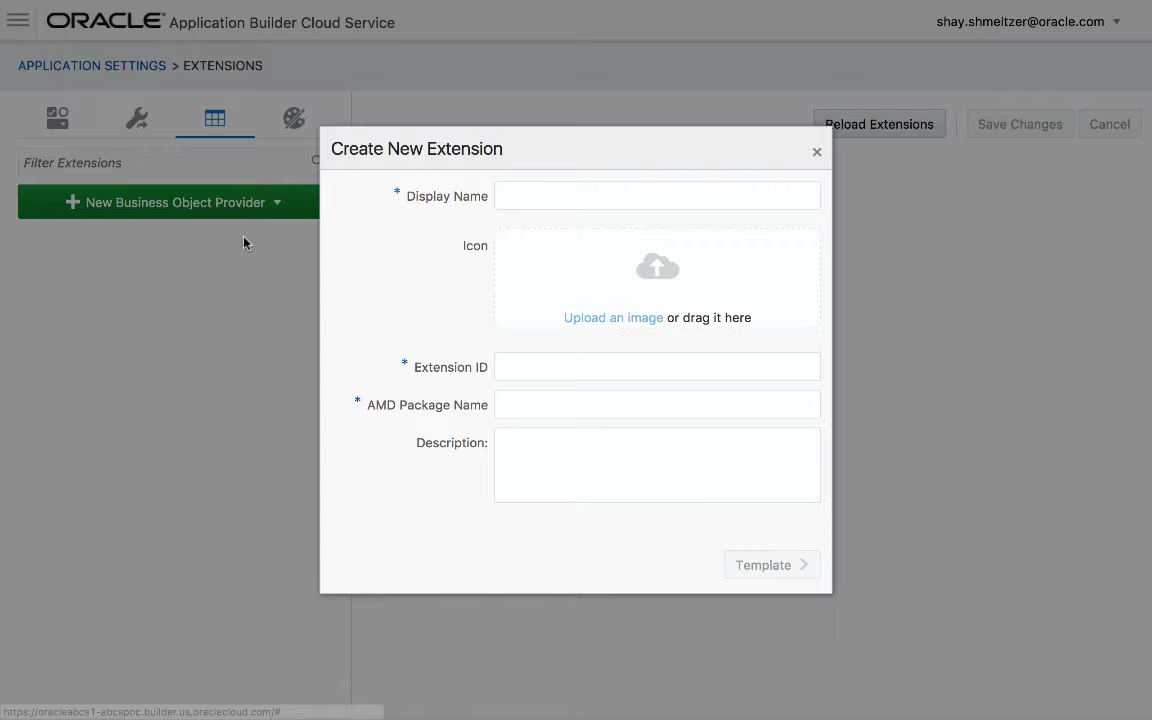 ORACLE® Application Builder Cloud Service
shay.shmeltzer@oracle.com
APPLICATION SETTINGS > EXTENSIONS
Reload Extensions
Save Changes
Cancel
Filter Extensions
New Business Object Provider
Create New Extension
×
* Display Name
Icon
Upload an image or drag it here
* Extension ID
* AMD Package Name
Description:
Template
https://oracleabcs1-abcspoc.builder.us.oraclecloud.com/#